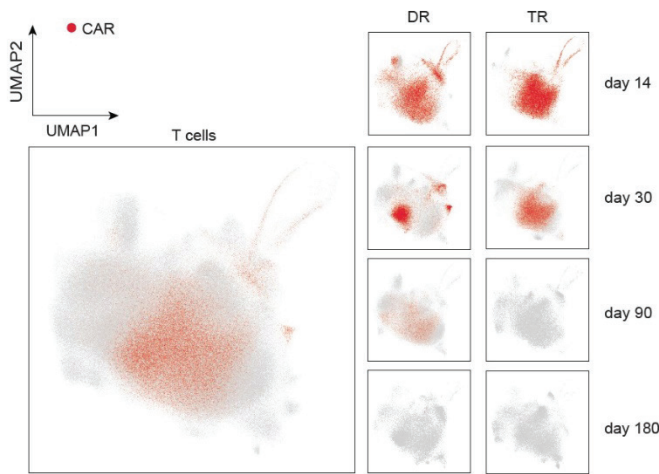 CAR
UMAP2
UMAP1
T cells
DR
TR
day 14
day 30
day 90
day 180